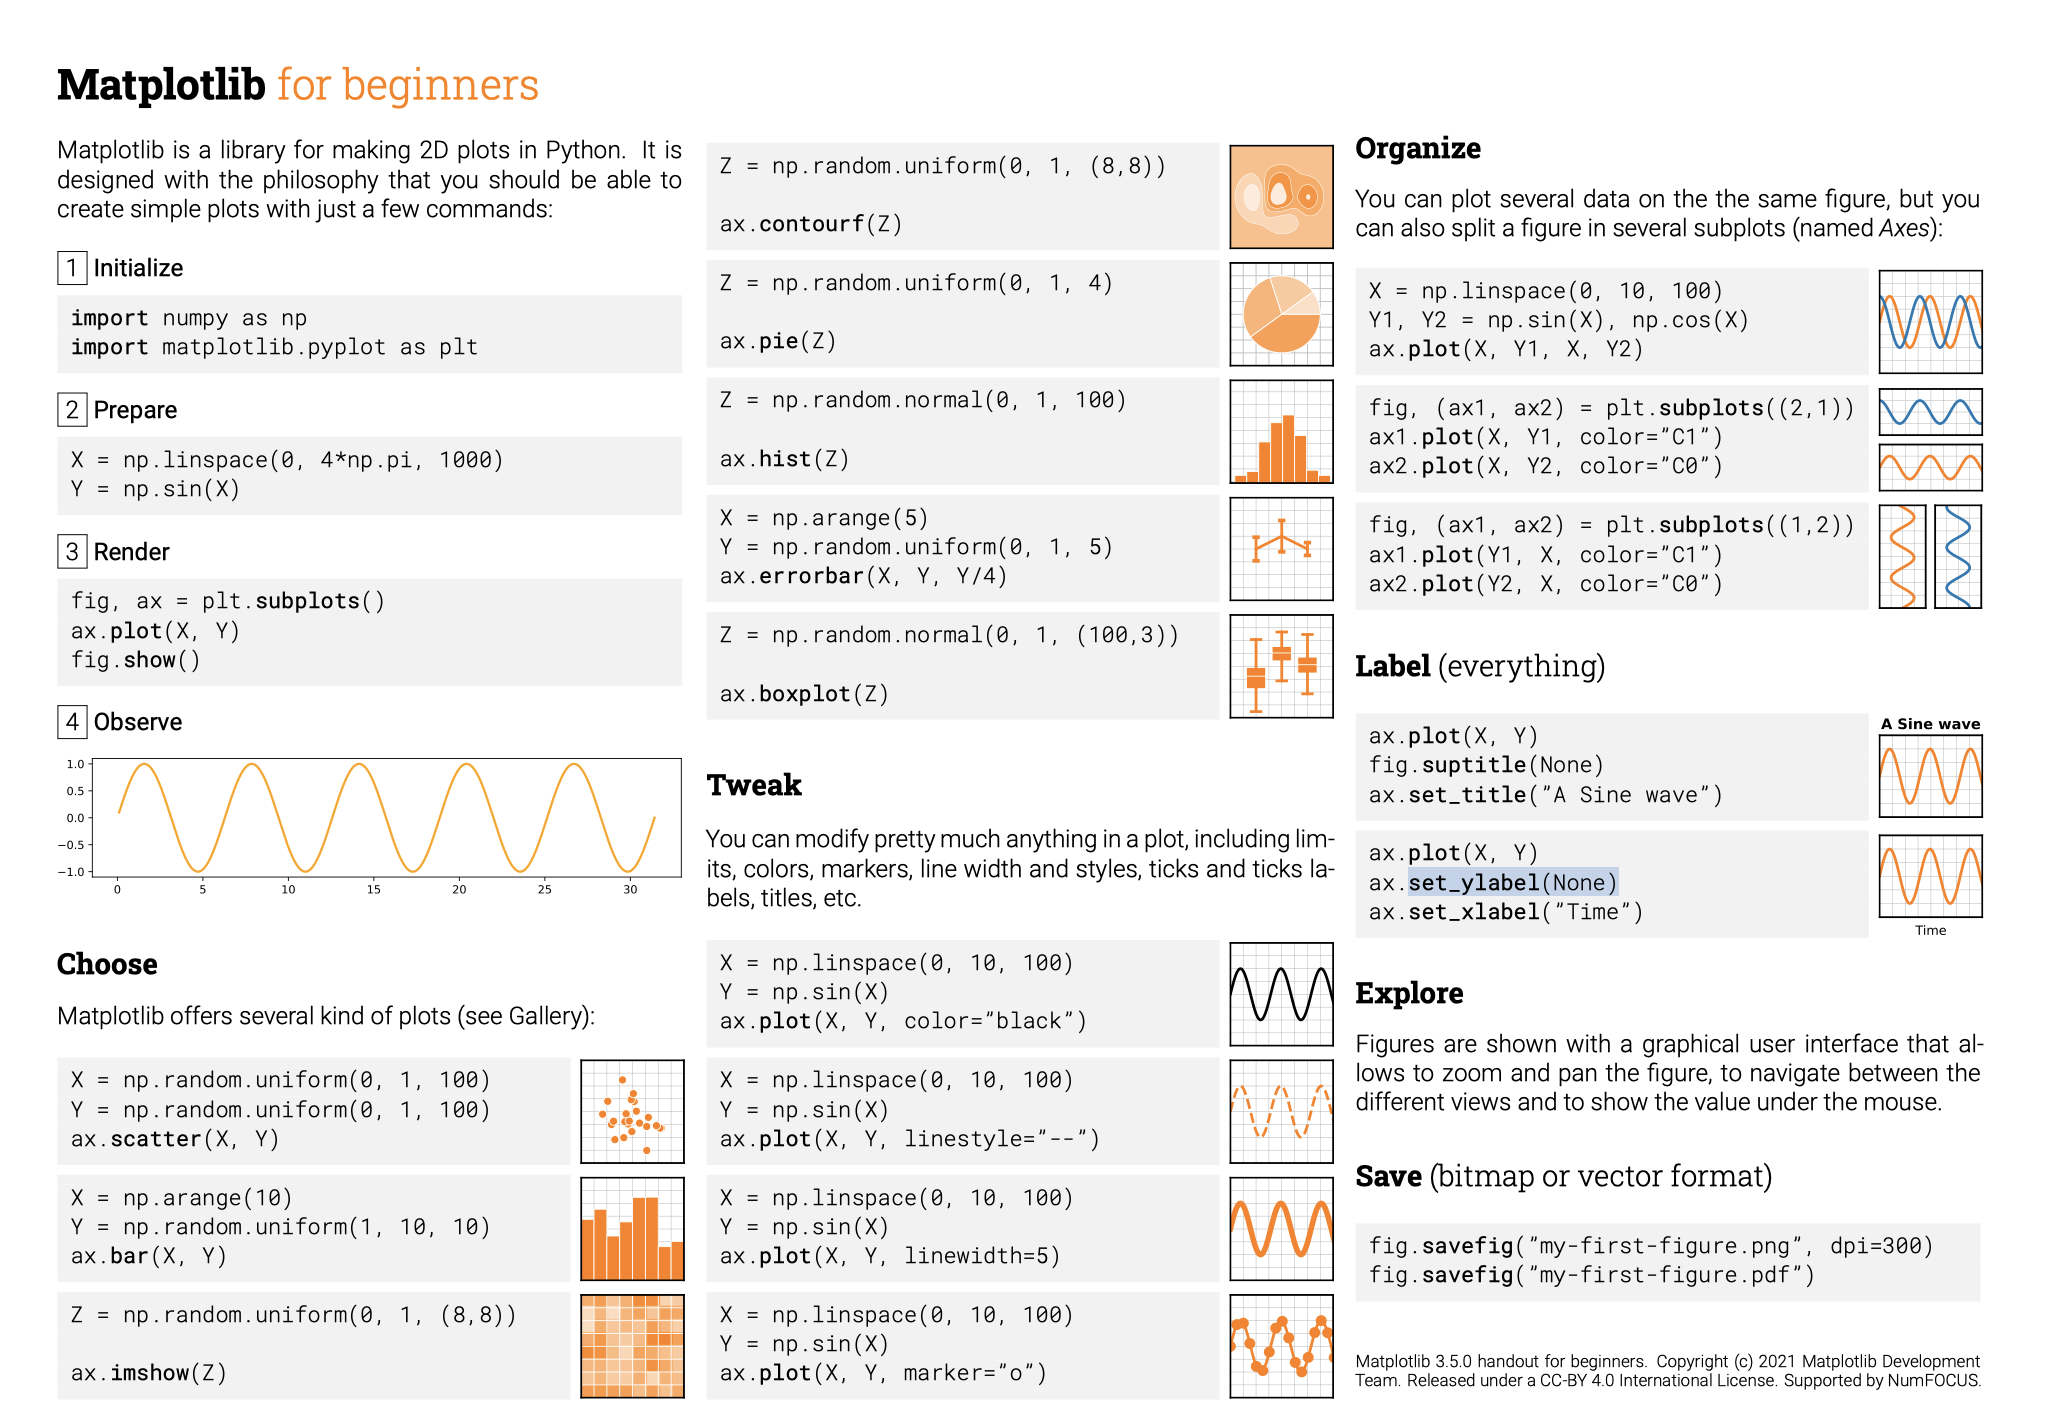 Matplotlib for beginners
Matplotlib is a library for making 2D plots in Python. It is
designed with the philosophy that you should be able to
create simple plots with just a few commands:
1 Initialize
import numpy as np
import matplotlib.pyplot as plt
2 Prepare
X = np.linspace(0, 4*np.pi, 1000)
Y = np.sin(X)
3 Render
fig, ax = plt.subplots()
ax.plot(X, Y)
fig.show()
4 Observe
1.0
0.5
0.0
−0.5
−1.0
0 5 10 15 20 25 30
Choose
Matplotlib offers several kind of plots (see Gallery):
X = np.random.uniform(0, 1, 100)
Y = np.random.uniform(0, 1, 100)
ax.scatter(X, Y)
X = np.arange(10)
Y = np.random.uniform(1, 10, 10)
ax.bar(X, Y)
Z = np.random.uniform(0, 1, (8,8))
ax.imshow(Z)
Z = np.random.uniform(0, 1, (8,8))
ax.contourf(Z)
Z = np.random.uniform(0, 1, 4)
ax.pie(Z)
Z = np.random.normal(0, 1, 100)
ax.hist(Z)
X = np.arange(5)
Y = np.random.uniform(0, 1, 5)
ax.errorbar(X, Y, Y/4)
Z = np.random.normal(0, 1, (100,3))
ax.boxplot(Z)
Tweak
You can modify pretty much anything in a plot, including lim-
its, colors, markers, line width and styles, ticks and ticks la-
bels, titles, etc.
X = np.linspace(0, 10, 100)
Y = np.sin(X)
ax.plot(X, Y, color=”black”)
X = np.linspace(0, 10, 100)
Y = np.sin(X)
ax.plot(X, Y, linestyle=”--”)
X = np.linspace(0, 10, 100)
Y = np.sin(X)
ax.plot(X, Y, linewidth=5)
X = np.linspace(0, 10, 100)
Y = np.sin(X)
ax.plot(X, Y, marker=”o”)
Organize
You can plot several data on the the same figure, but you
can also split a figure in several subplots (named Axes):
X = np.linspace(0, 10, 100)
Y1, Y2 = np.sin(X), np.cos(X)
ax.plot(X, Y1, X, Y2)
fig, (ax1, ax2) = plt.subplots((2,1))
ax1.plot(X, Y1, color=”C1”)
ax2.plot(X, Y2, color=”C0”)
fig, (ax1, ax2) = plt.subplots((1,2))
ax1.plot(Y1, X, color=”C1”)
ax2.plot(Y2, X, color=”C0”)
Label (everything)
ax.plot(X, Y)
fig.suptitle(None)
ax.set_title(”A Sine wave”)
A Sine wave
ax.plot(X, Y)
ax.set_ylabel(None)
ax.set_xlabel(”Time”)
Time
Explore
Figures are shown with a graphical user interface that al-
lows to zoom and pan the figure, to navigate between the
different views and to show the value under the mouse.
Save (bitmap or vector format)
fig.savefig(”my-first-figure.png”, dpi=300)
fig.savefig(”my-first-figure.pdf”)
Matplotlib 3.5.0 handout for beginners. Copyright (c) 2021 Matplotlib Development
Team. Released under a CC-BY 4.0 International License. Supported by NumFOCUS.